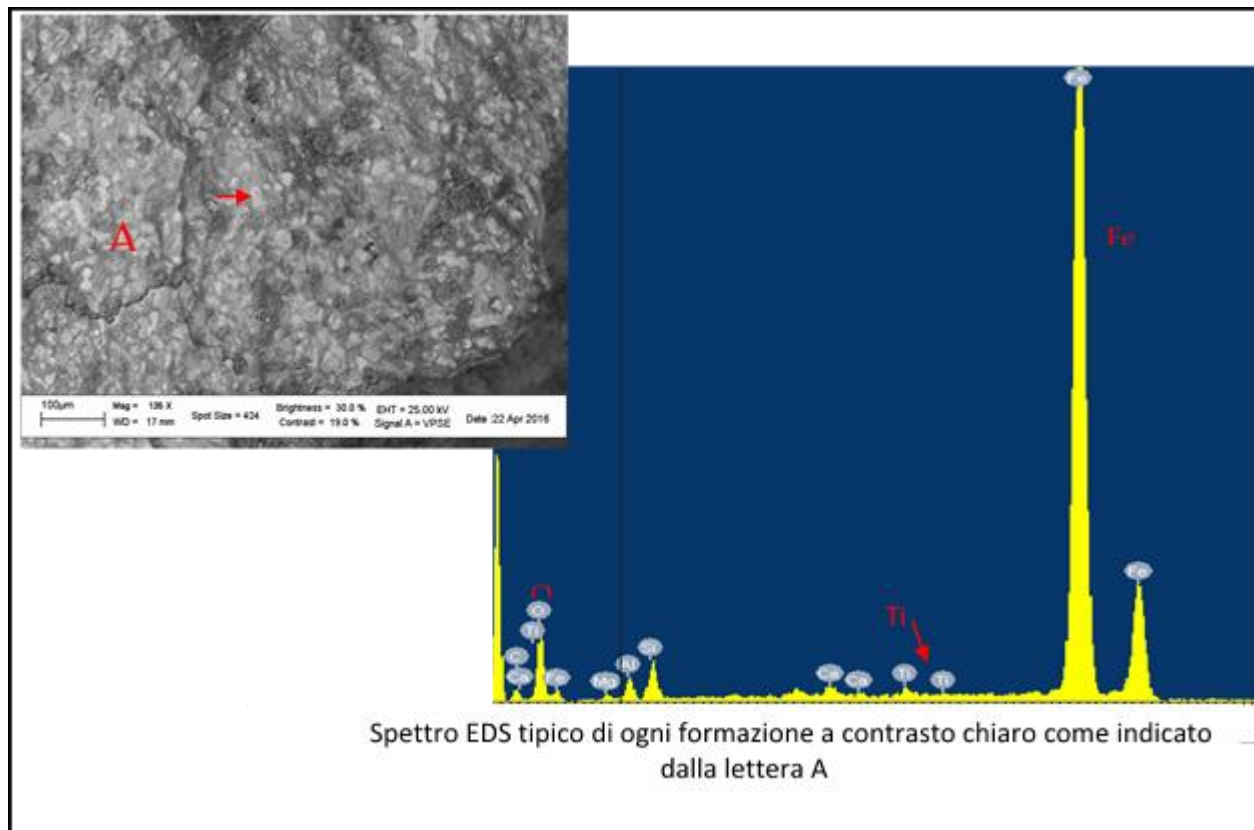 A
100µm
Mag = 136 X
WD = 17 mm
Spot Size = 424
Brightness = 30.0 %
Contrast = 19.0 %
EHT = 25.00 kV
Signal A = VPSE
Date :22 Apr 2016
Fe
Fe
Fe
O
O
Ti
C
Ca
Fe
Mg
Al
Si
Ca
Ca
Ti
Ti
Ti
Fe
Spettro EDS tipico di ogni formazione a contrasto chiaro come indicato
dalla lettera A